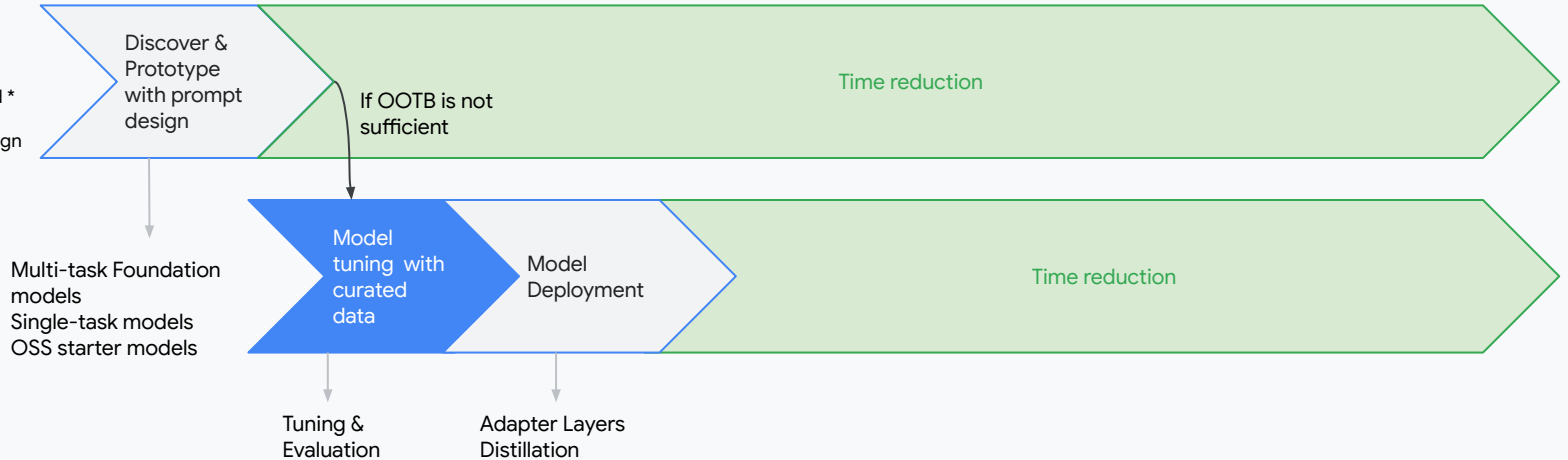 Discover &
Prototype
with prompt
design
Time reduction
If OOTB is not
sufficient
Multi-task Foundation
models
Single-task models
OSS starter models
Model
tuning with
curated
data
Model
Deployment
Time reduction
Tuning &
Evaluation
Adapter Layers
Distillation